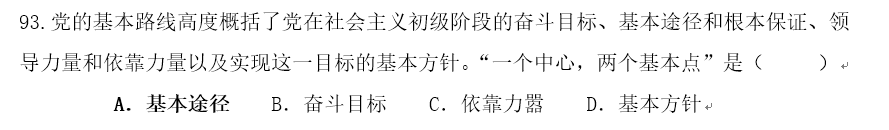 93.党的基本路线高度概括了党在社会主义初级阶段的奋斗目标、基本途径和根本保证、领
导力量和依靠力量以及实现这一目标的基本方针。“一个中心，两个基本点”是（　　）
A．基本途径　B．奋斗目标　C．依靠力嚣　D．基本方针